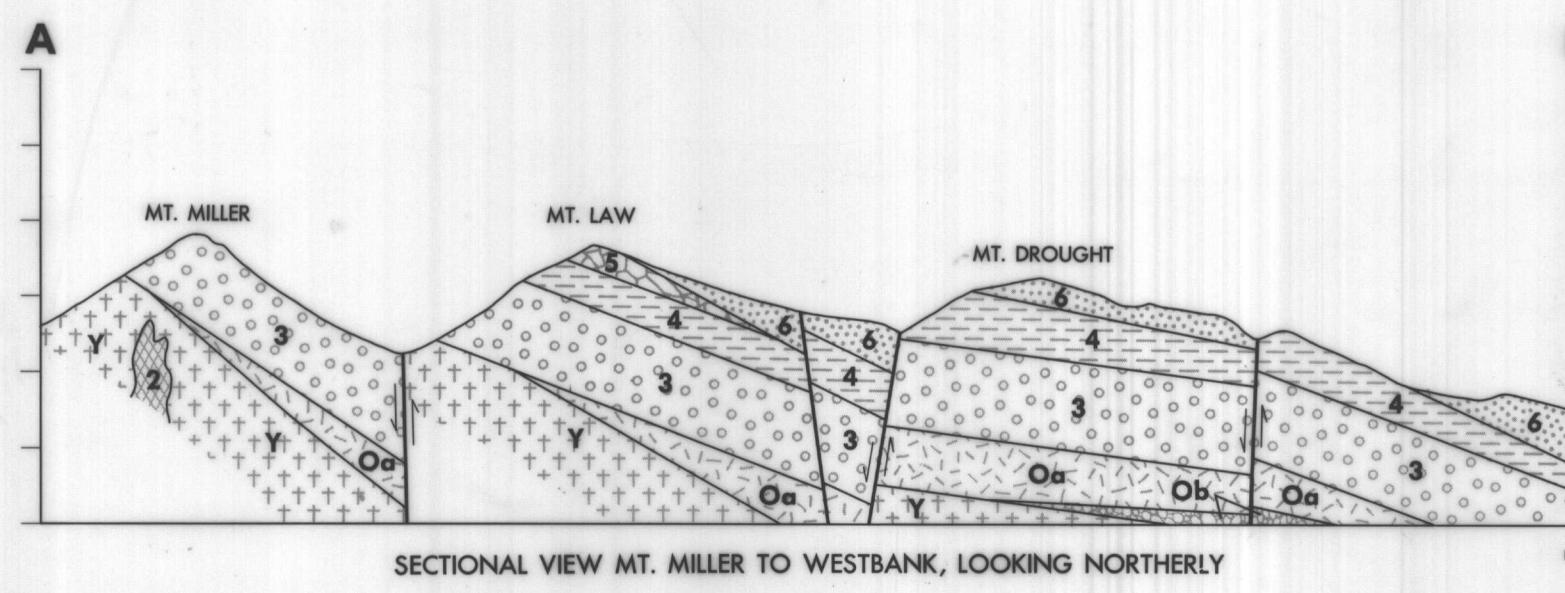 A
MT. MILLER
MT. LAW
MT. DROUGHT
5
6
3
4
6
6
4
Y
2
3
4
3
6
3
Y
Y
3
Oa
Oa
Oa
Ob
Oa
Y
SECTIONAL VIEW MT. MILLER TO WESTBANK, LOOKING NORTHERLY